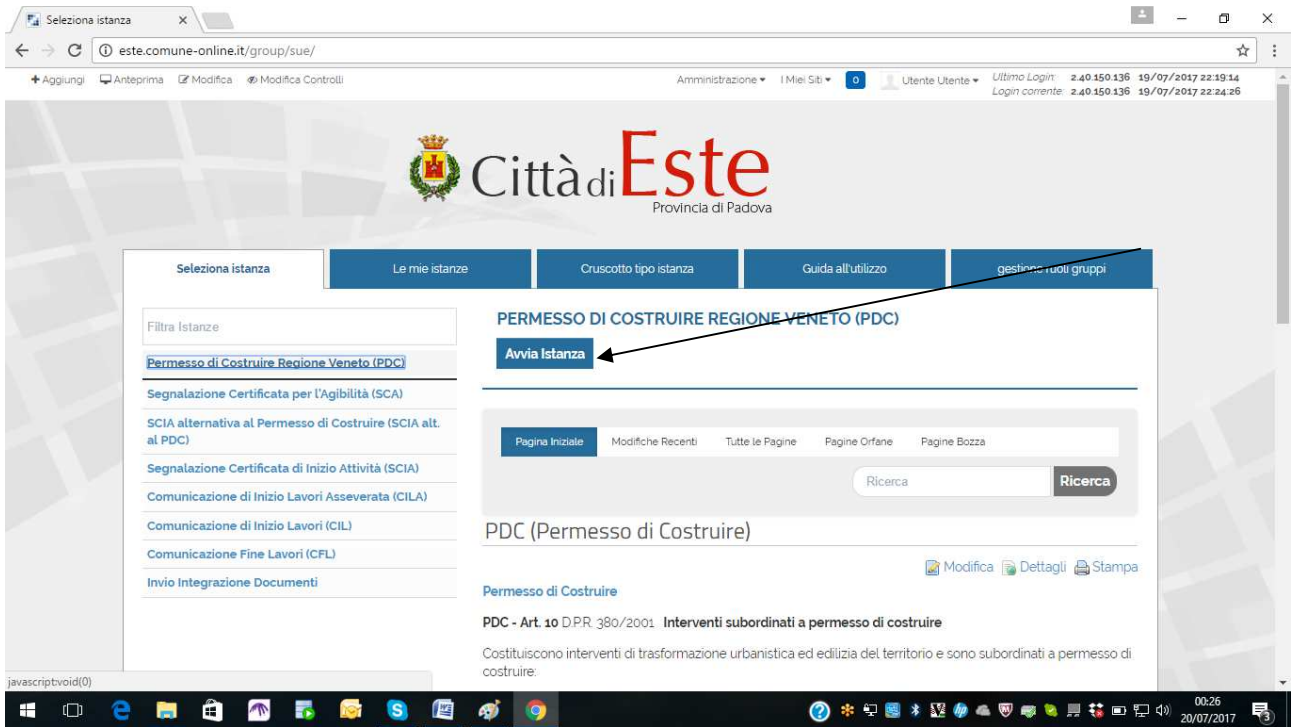 Seleziona istanza
este.comune-online.it/group/sue/
Aggiungi Anteprima Modifica Modifica Controlli
Amministrazione I Miei Siti 0 Utente Utente Ultimo Login: 2.40.150.136 19/07/2017 22:19:14
Login corrente: 2.40.150.136 19/07/2017 22:24:26
Città di Este
Provincia di Padova
Seleziona istanza Le mie istanze Cruscotto tipo istanza Guida all'utilizzo gestione ruoli gruppi
Filtra Istanze
Permesso di Costruire Regione Veneto (PDC)
Segnalazione Certificata per l'Agibilità (SCA)
SCIA alternativa al Permesso di Costruire (SCIA alt.
al PDC)
Segnalazione Certificata di Inizio Attività (SCIA)
Comunicazione di Inizio Lavori Asseverata (CILA)
Comunicazione di Inizio Lavori (CIL)
Comunicazione Fine Lavori (CFL)
Invio Integrazione Documenti
PERMESSO DI COSTRUIRE REGIONE VENETO (PDC)
Avvia Istanza
Pagina Iniziale Modifiche Recenti Tutte le Pagine Pagine Orfane Pagine Bozza
Ricerca Ricerca
PDC (Permesso di Costruire)
Modifica Dettagli Stampa
Permesso di Costruire
PDC - Art. 10 D.P.R. 380/2001 Interventi subordinati a permesso di costruire
Costituiscono interventi di trasformazione urbanistica ed edilizia del territorio e sono subordinati a permesso di
costruire:
javascript:void(0)
00:26
20/07/2017